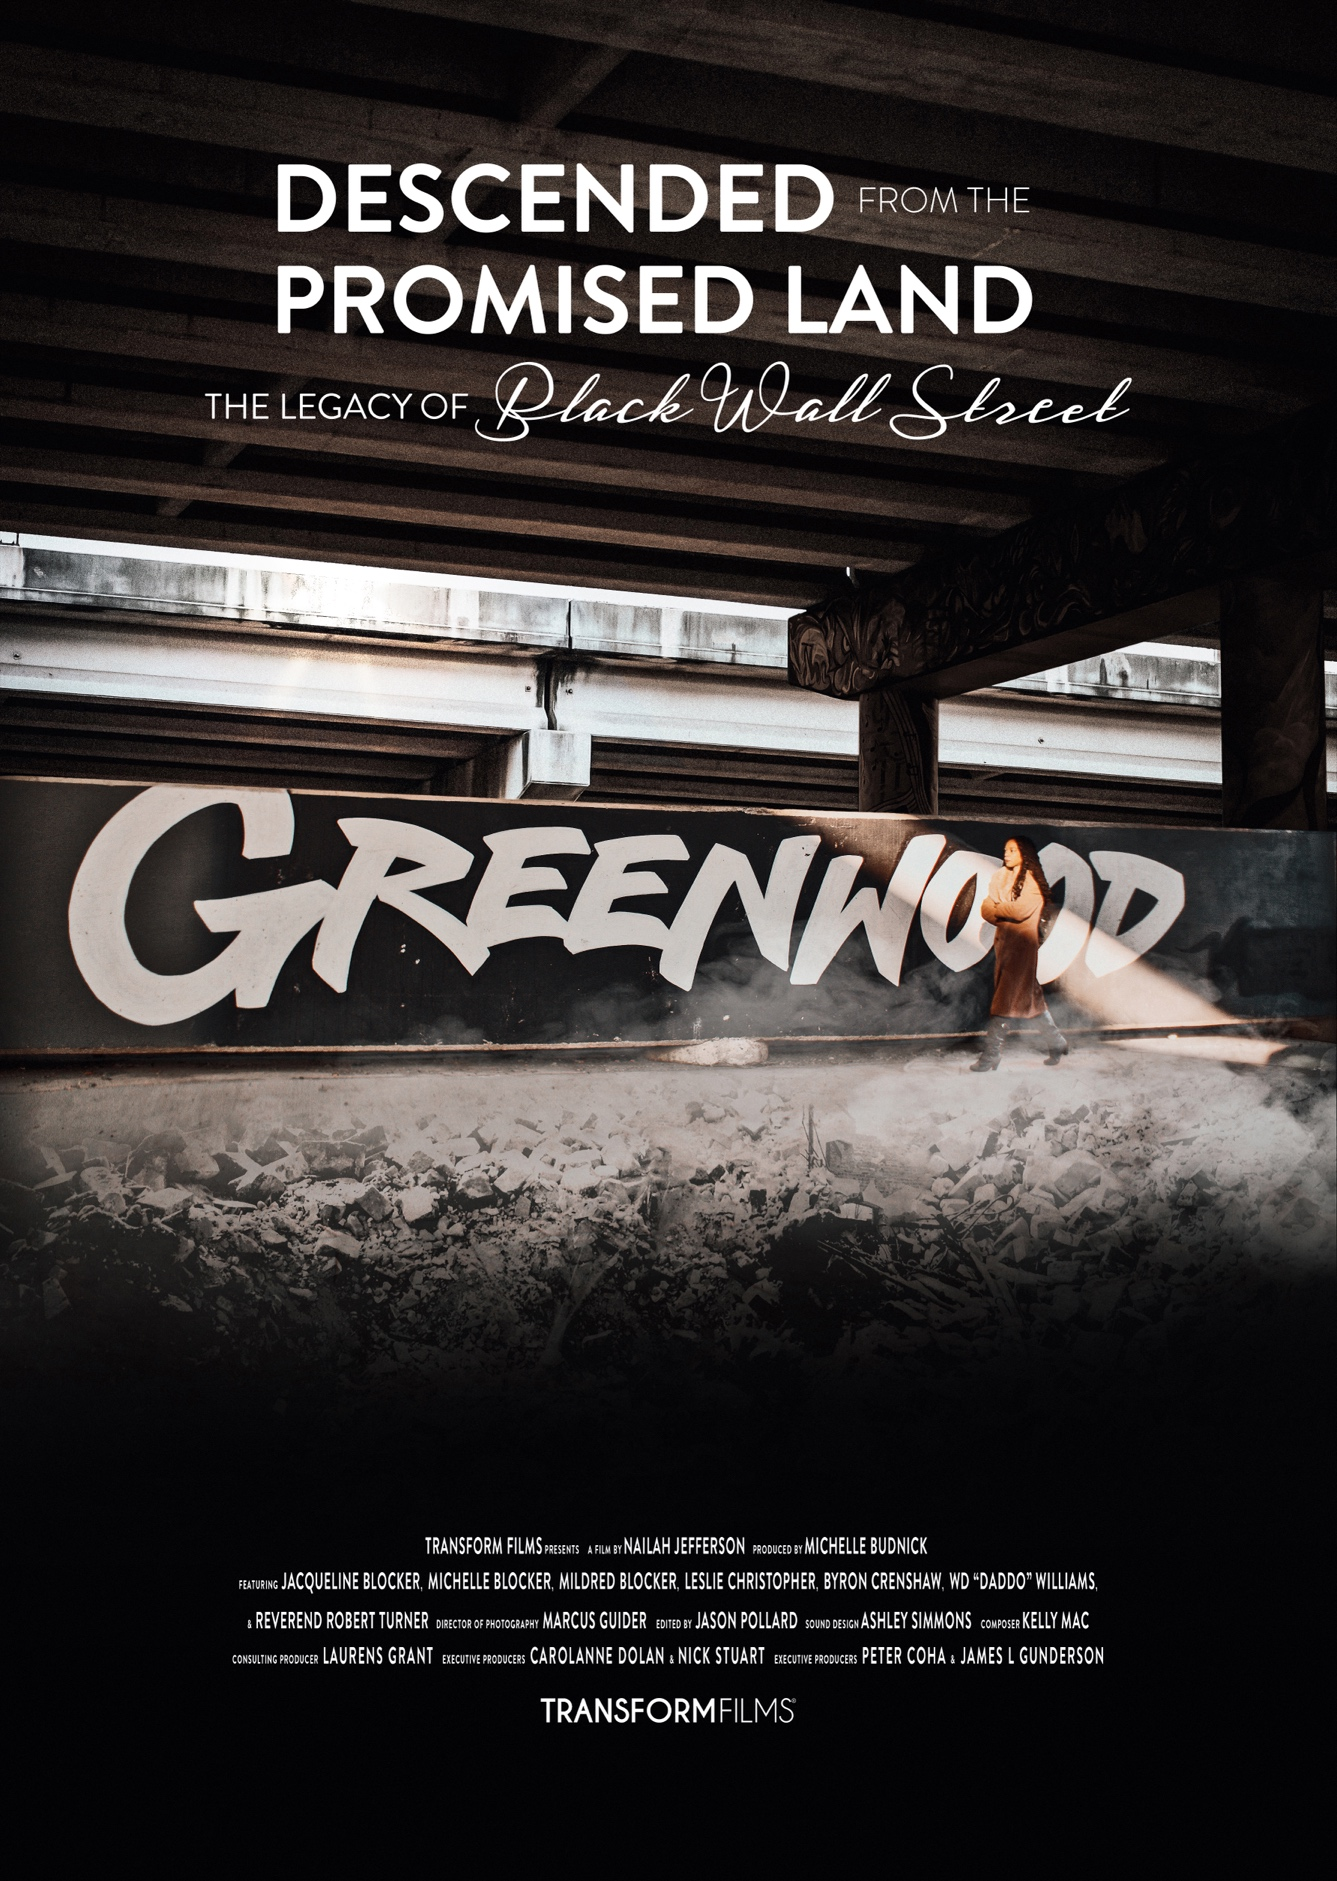 DESCENDED FROM THE
PROMISED LAND
THE LEGACY OF Black Wall Street
GREENWOOD
TRANSFORM FILMS PRESENTS A FILM BY NAILAH JEFFERSON PRODUCED BY MICHELLE BUDNICK
FEATURING JACQUELINE BLOCKER, MICHELLE BLOCKER, MILDRED BLOCKER, LESLIE CHRISTOPHER, BYRON CRENSHAW, WD “DADDO” WILLIAMS,
& REVEREND ROBERT TURNER DIRECTOR OF PHOTOGRAPHY MARCUS GUIDER EDITED BY JASON POLLARD SOUND DESIGN ASHLEY SIMMONS COMPOSER KELLY MAC
CONSULTING PRODUCER LAURENS GRANT EXECUTIVE PRODUCERS CAROLANNE DOLAN & NICK STUART EXECUTIVE PRODUCERS PETER COHA & JAMES L GUNDERSON
TRANSFORMFILMS®